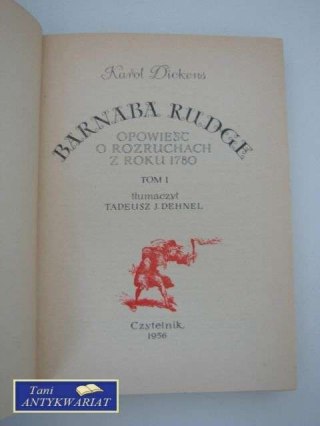 Karol Dickens
BARNABA RUDGE
OPOWIEŚĆ
O ROZRUCHACH
Z ROKU 1780
TOM I
tłumaczył
TADEUSZ J. DEHNEL
Czytelnik,
1956
Tani
ANTYKWARIAT